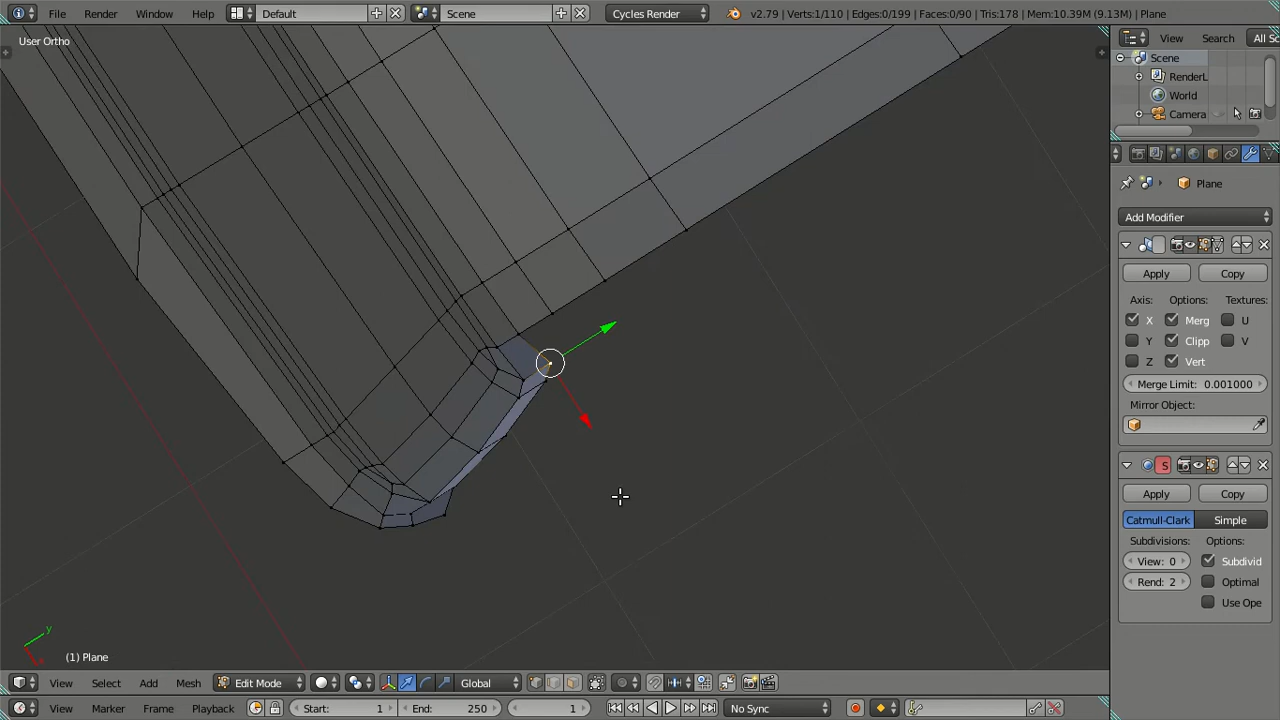 File Render Window Help Default Scene Cycles Render v2.79 | Verts:1/110 | Edges:0/199 | Faces:0/90 | Tris:178 | Mem:10.39M (9.13M) | Plane
User Ortho
View Search All Sc
Scene
RenderL
World
Camera
Plane
Add Modifier
Apply Copy
Axis: Options: Textures:
X Merg U
Y Clipp V
Z Vert
Merge Limit: 0.001000
Mirror Object:
S
Apply Copy
Catmull-Clark Simple
Subdivisions: Options:
View: 0 Subdivid
Rend: 2 Optimal
Use Ope
y
x
(1) Plane
View Select Add Mesh Edit Mode Global
View Marker Frame Playback Start: 1 End: 250 1 No Sync